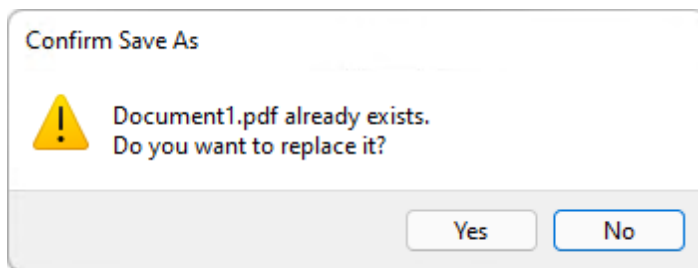 Confirm Save As
Document1.pdf already exists.
Do you want to replace it?
Yes
No